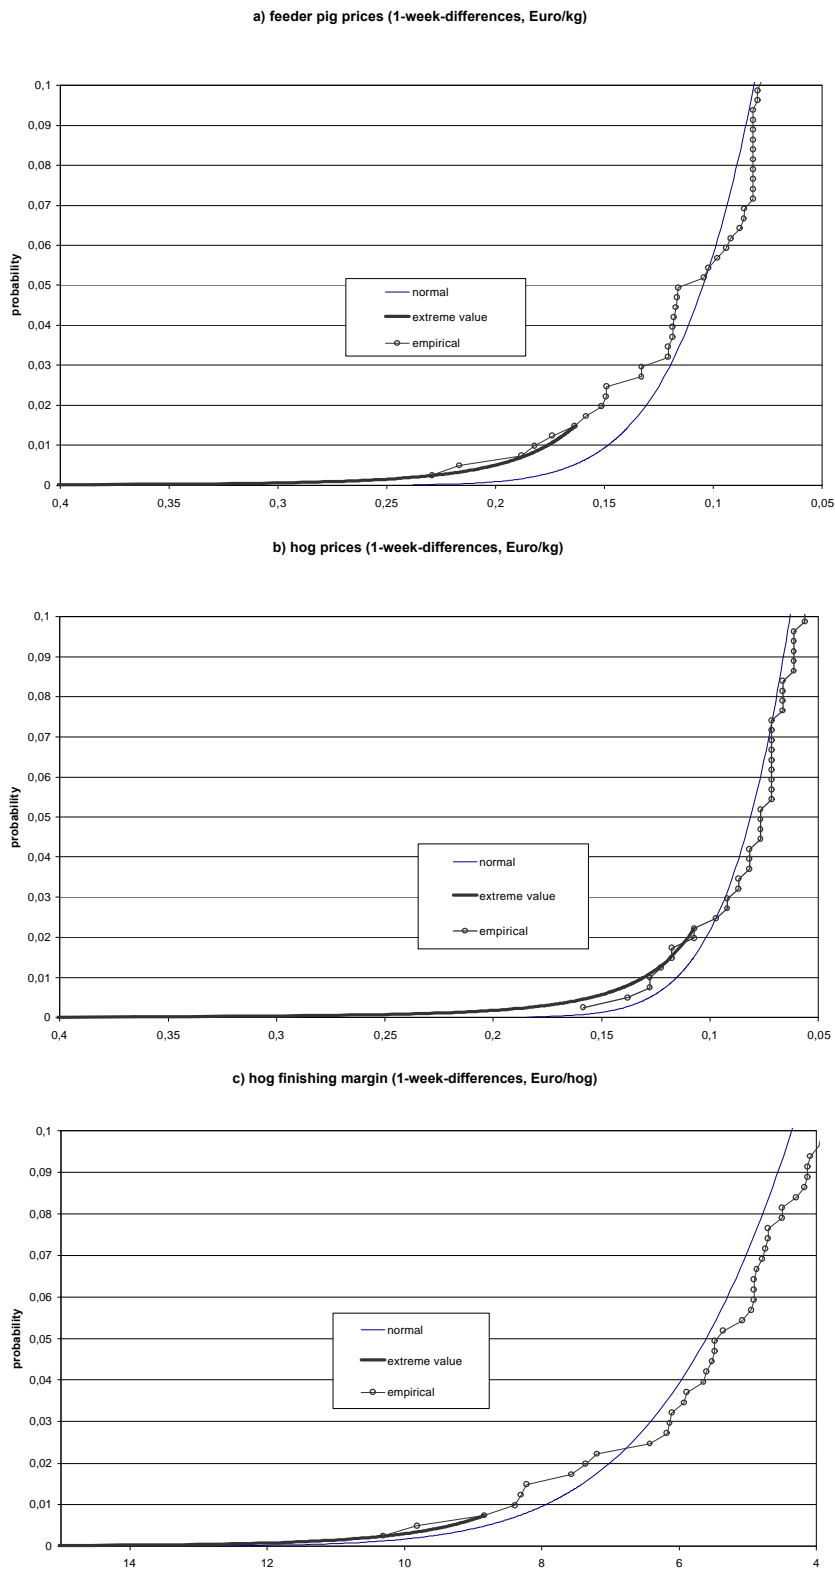 a) feeder pig prices (1-week-differences, Euro/kg)
0,1
0,09
0,08
0,07
0,06
0,05
0,04
0,03
0,02
0,01
0
probability
normal
extreme value
empirical
0,4 0,35 0,3 0,25 0,2 0,15 0,1 0,05
b) hog prices (1-week-differences, Euro/kg)
0,1
0,09
0,08
0,07
0,06
0,05
0,04
0,03
0,02
0,01
0
probability
normal
extreme value
empirical
0,4 0,35 0,3 0,25 0,2 0,15 0,1 0,05
c) hog finishing margin (1-week-differences, Euro/hog)
0,1
0,09
0,08
0,07
0,06
0,05
0,04
0,03
0,02
0,01
0
probability
normal
extreme value
empirical
14 12 10 8 6 4